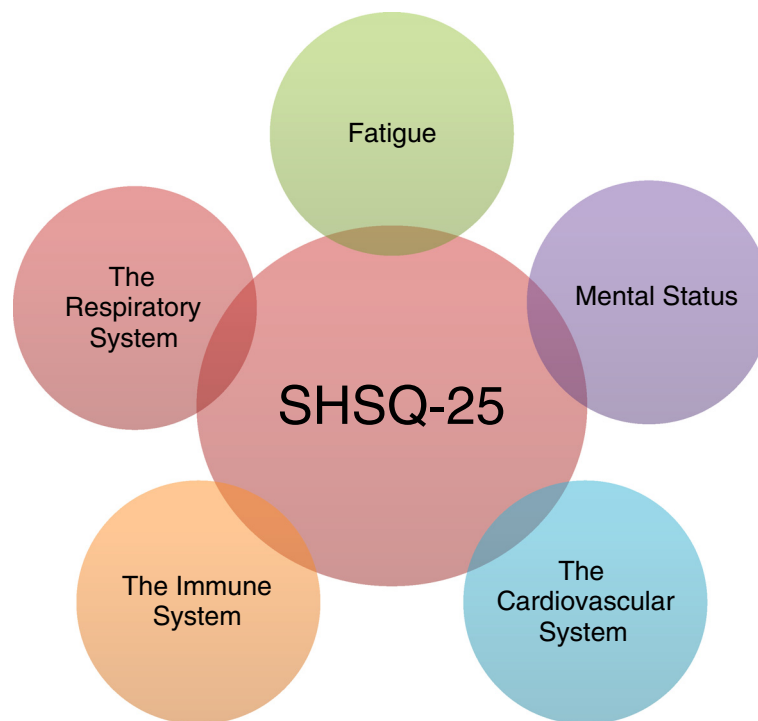 Fatigue
Mental Status
The
Respiratory
System
SHSQ-25
The Immune
System
The
Cardiovascular
System